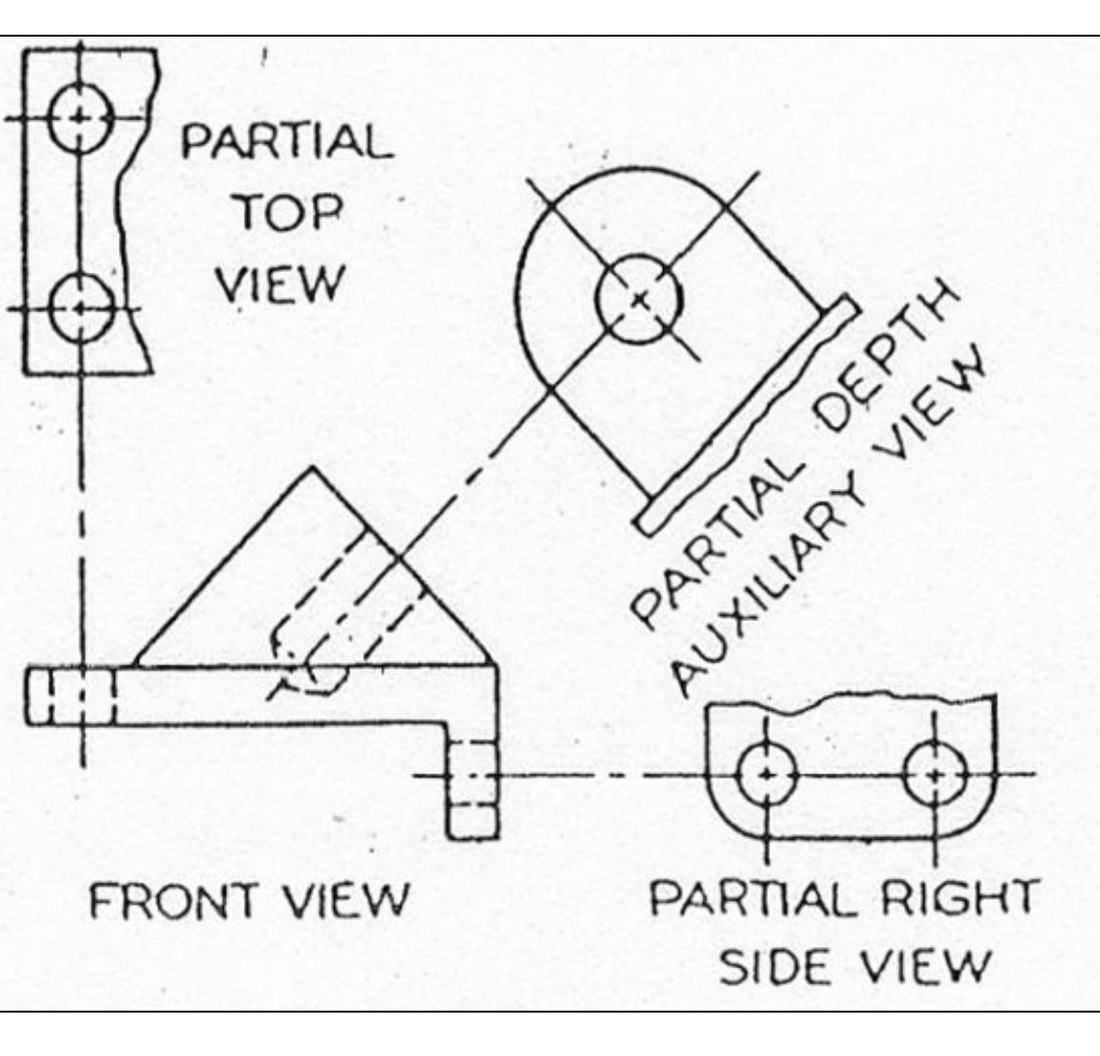 PARTIAL
TOP
VIEW
PARTIAL DEPTH
AUXILIARY VIEW
FRONT VIEW
PARTIAL RIGHT
SIDE VIEW